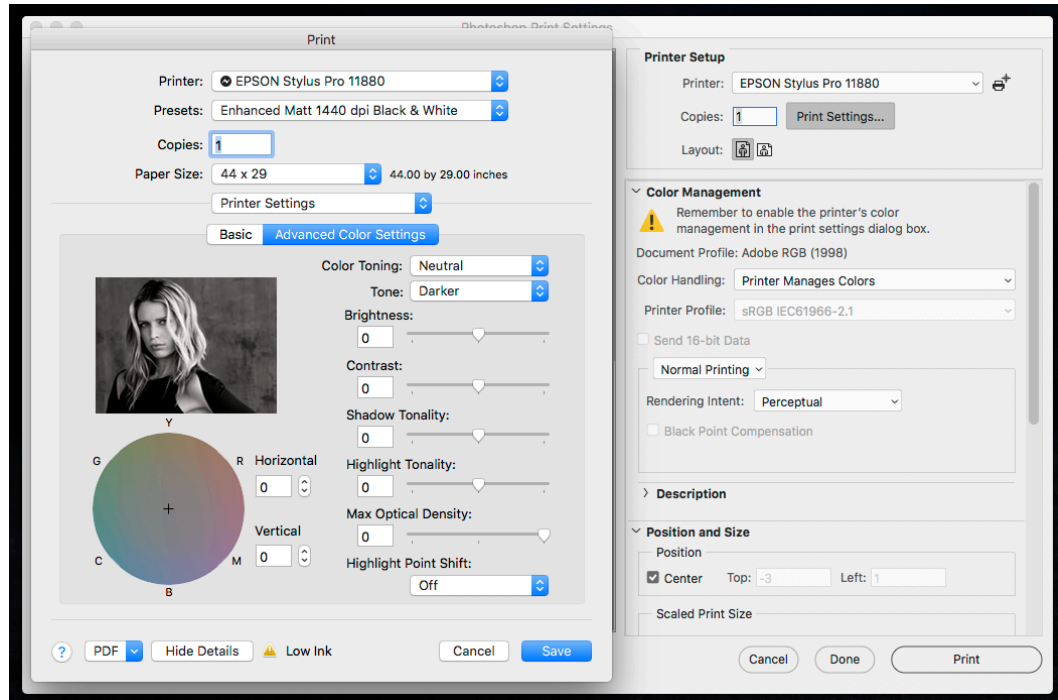 Photoshop Print Settings
Print
Printer: EPSON Stylus Pro 11880
Presets: Enhanced Matt 1440 dpi Black & White
Copies: 1
Paper Size: 44 x 29 44.00 by 29.00 inches
Printer Settings
Basic Advanced Color Settings
Color Toning: Neutral
Tone: Darker
Brightness:
0
Contrast:
0
Shadow Tonality:
0
Highlight Tonality:
0
Max Optical Density:
0
Highlight Point Shift:
Off
Y
G R
C M
B
Horizontal
0
Vertical
0
? PDF Hide Details Low Ink Cancel Save
Printer Setup
Printer: EPSON Stylus Pro 11880
Copies: 1 Print Settings...
Layout:
Color Management
Remember to enable the printer's color
management in the print settings dialog box.
Document Profile: Adobe RGB (1998)
Color Handling: Printer Manages Colors
Printer Profile: sRGB IEC61966-2.1
Send 16-bit Data
Normal Printing
Rendering Intent: Perceptual
Black Point Compensation
Description
Position and Size
Position
Center Top: -3 Left: 1
Scaled Print Size
Cancel Done Print